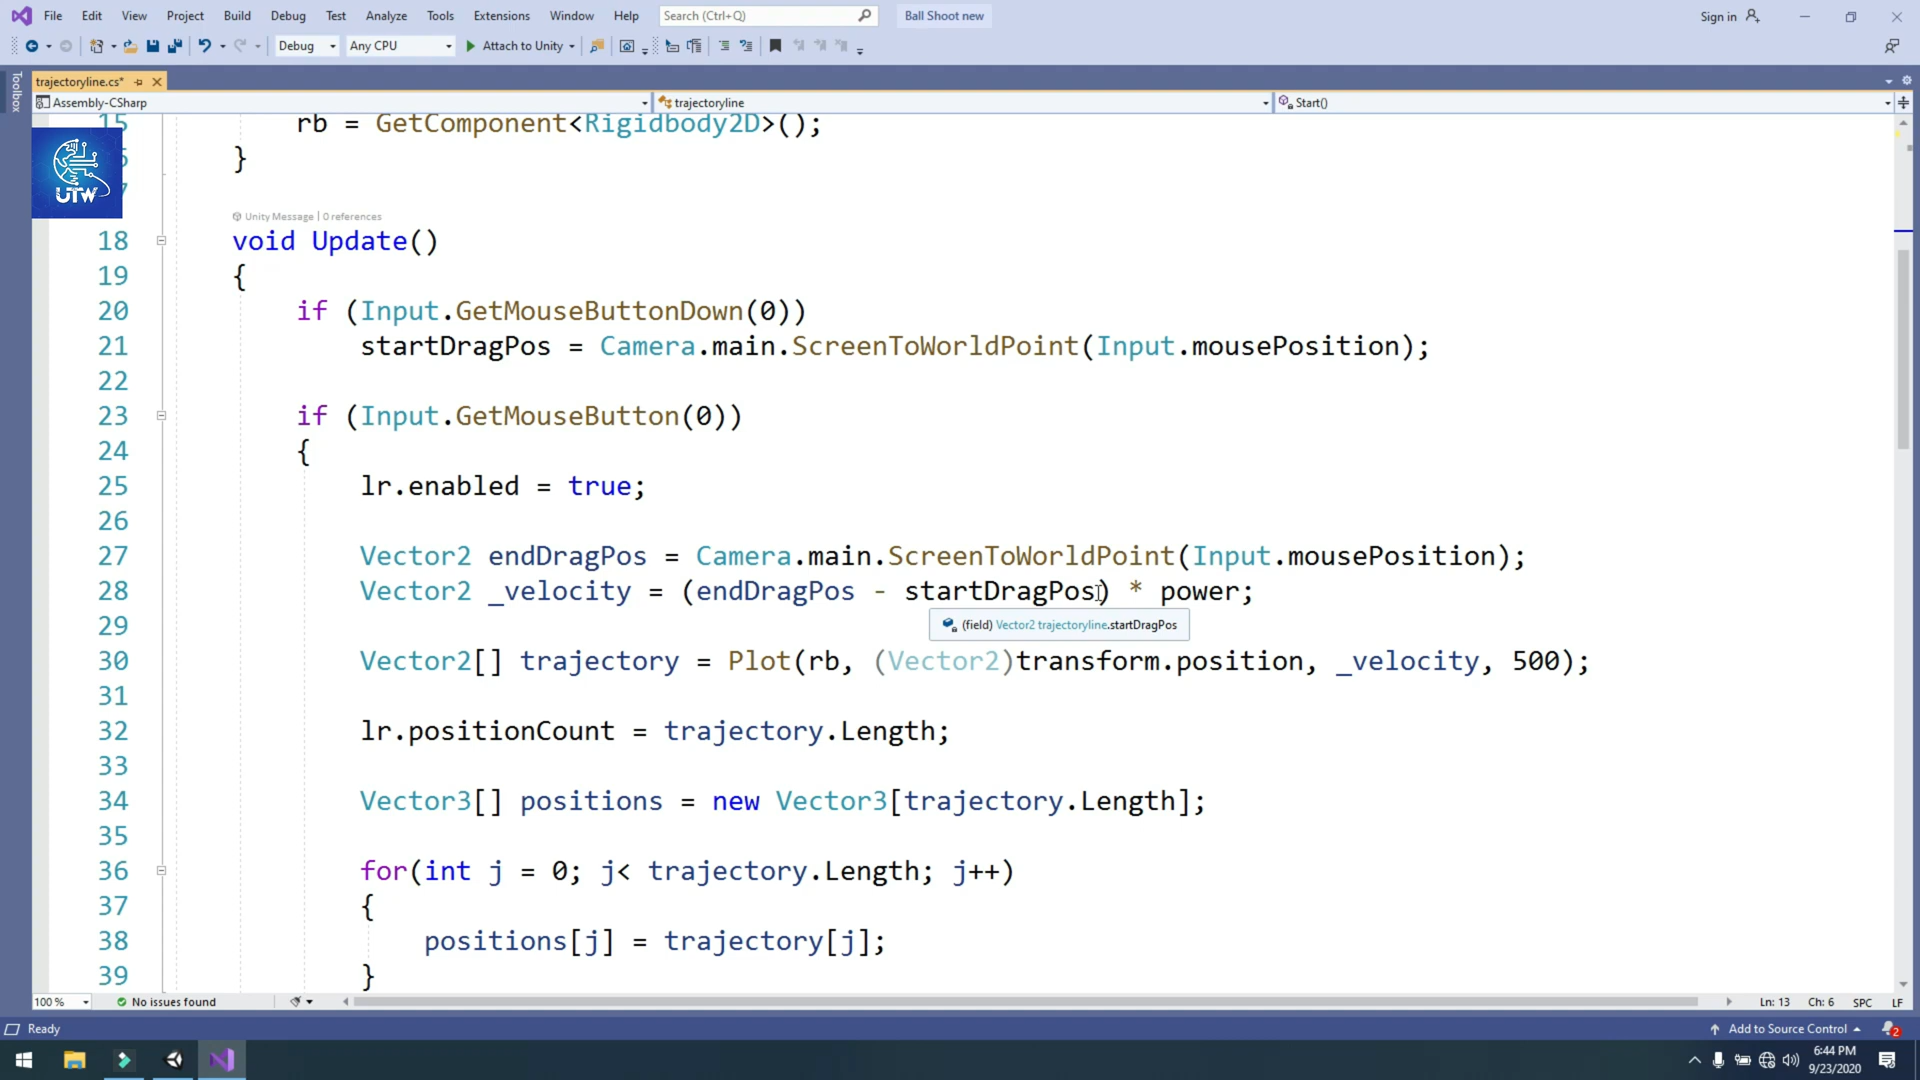 File Edit View Project Build Debug Test Analyze Tools Extensions Window Help Search (Ctrl+Q) Ball Shoot new Sign in
Debug Any CPU Attach to Unity
Toolbox
trajectoryline.cs*
Assembly-CSharp trajectoryline Start()
15 rb = GetComponent<Rigidbody2D>();
}
UTW
Unity Message | 0 references
18 void Update()
19 {
20 if (Input.GetMouseButtonDown(0))
21 startDragPos = Camera.main.ScreenToWorldPoint(Input.mousePosition);
22
23 if (Input.GetMouseButton(0))
24 {
25 lr.enabled = true;
26
27 Vector2 endDragPos = Camera.main.ScreenToWorldPoint(Input.mousePosition);
28 Vector2 _velocity = (endDragPos - startDragPos) * power;
29
(field) Vector2 trajectoryline.startDragPos
30 Vector2[] trajectory = Plot(rb, (Vector2)transform.position, _velocity, 500);
31
32 lr.positionCount = trajectory.Length;
33
34 Vector3[] positions = new Vector3[trajectory.Length];
35
36 for(int j = 0; j< trajectory.Length; j++)
37 {
38 positions[j] = trajectory[j];
39 }
100 % No issues found Ln: 13 Ch: 6 SPC LF
Ready Add to Source Control 2
6:44 PM
9/23/2020